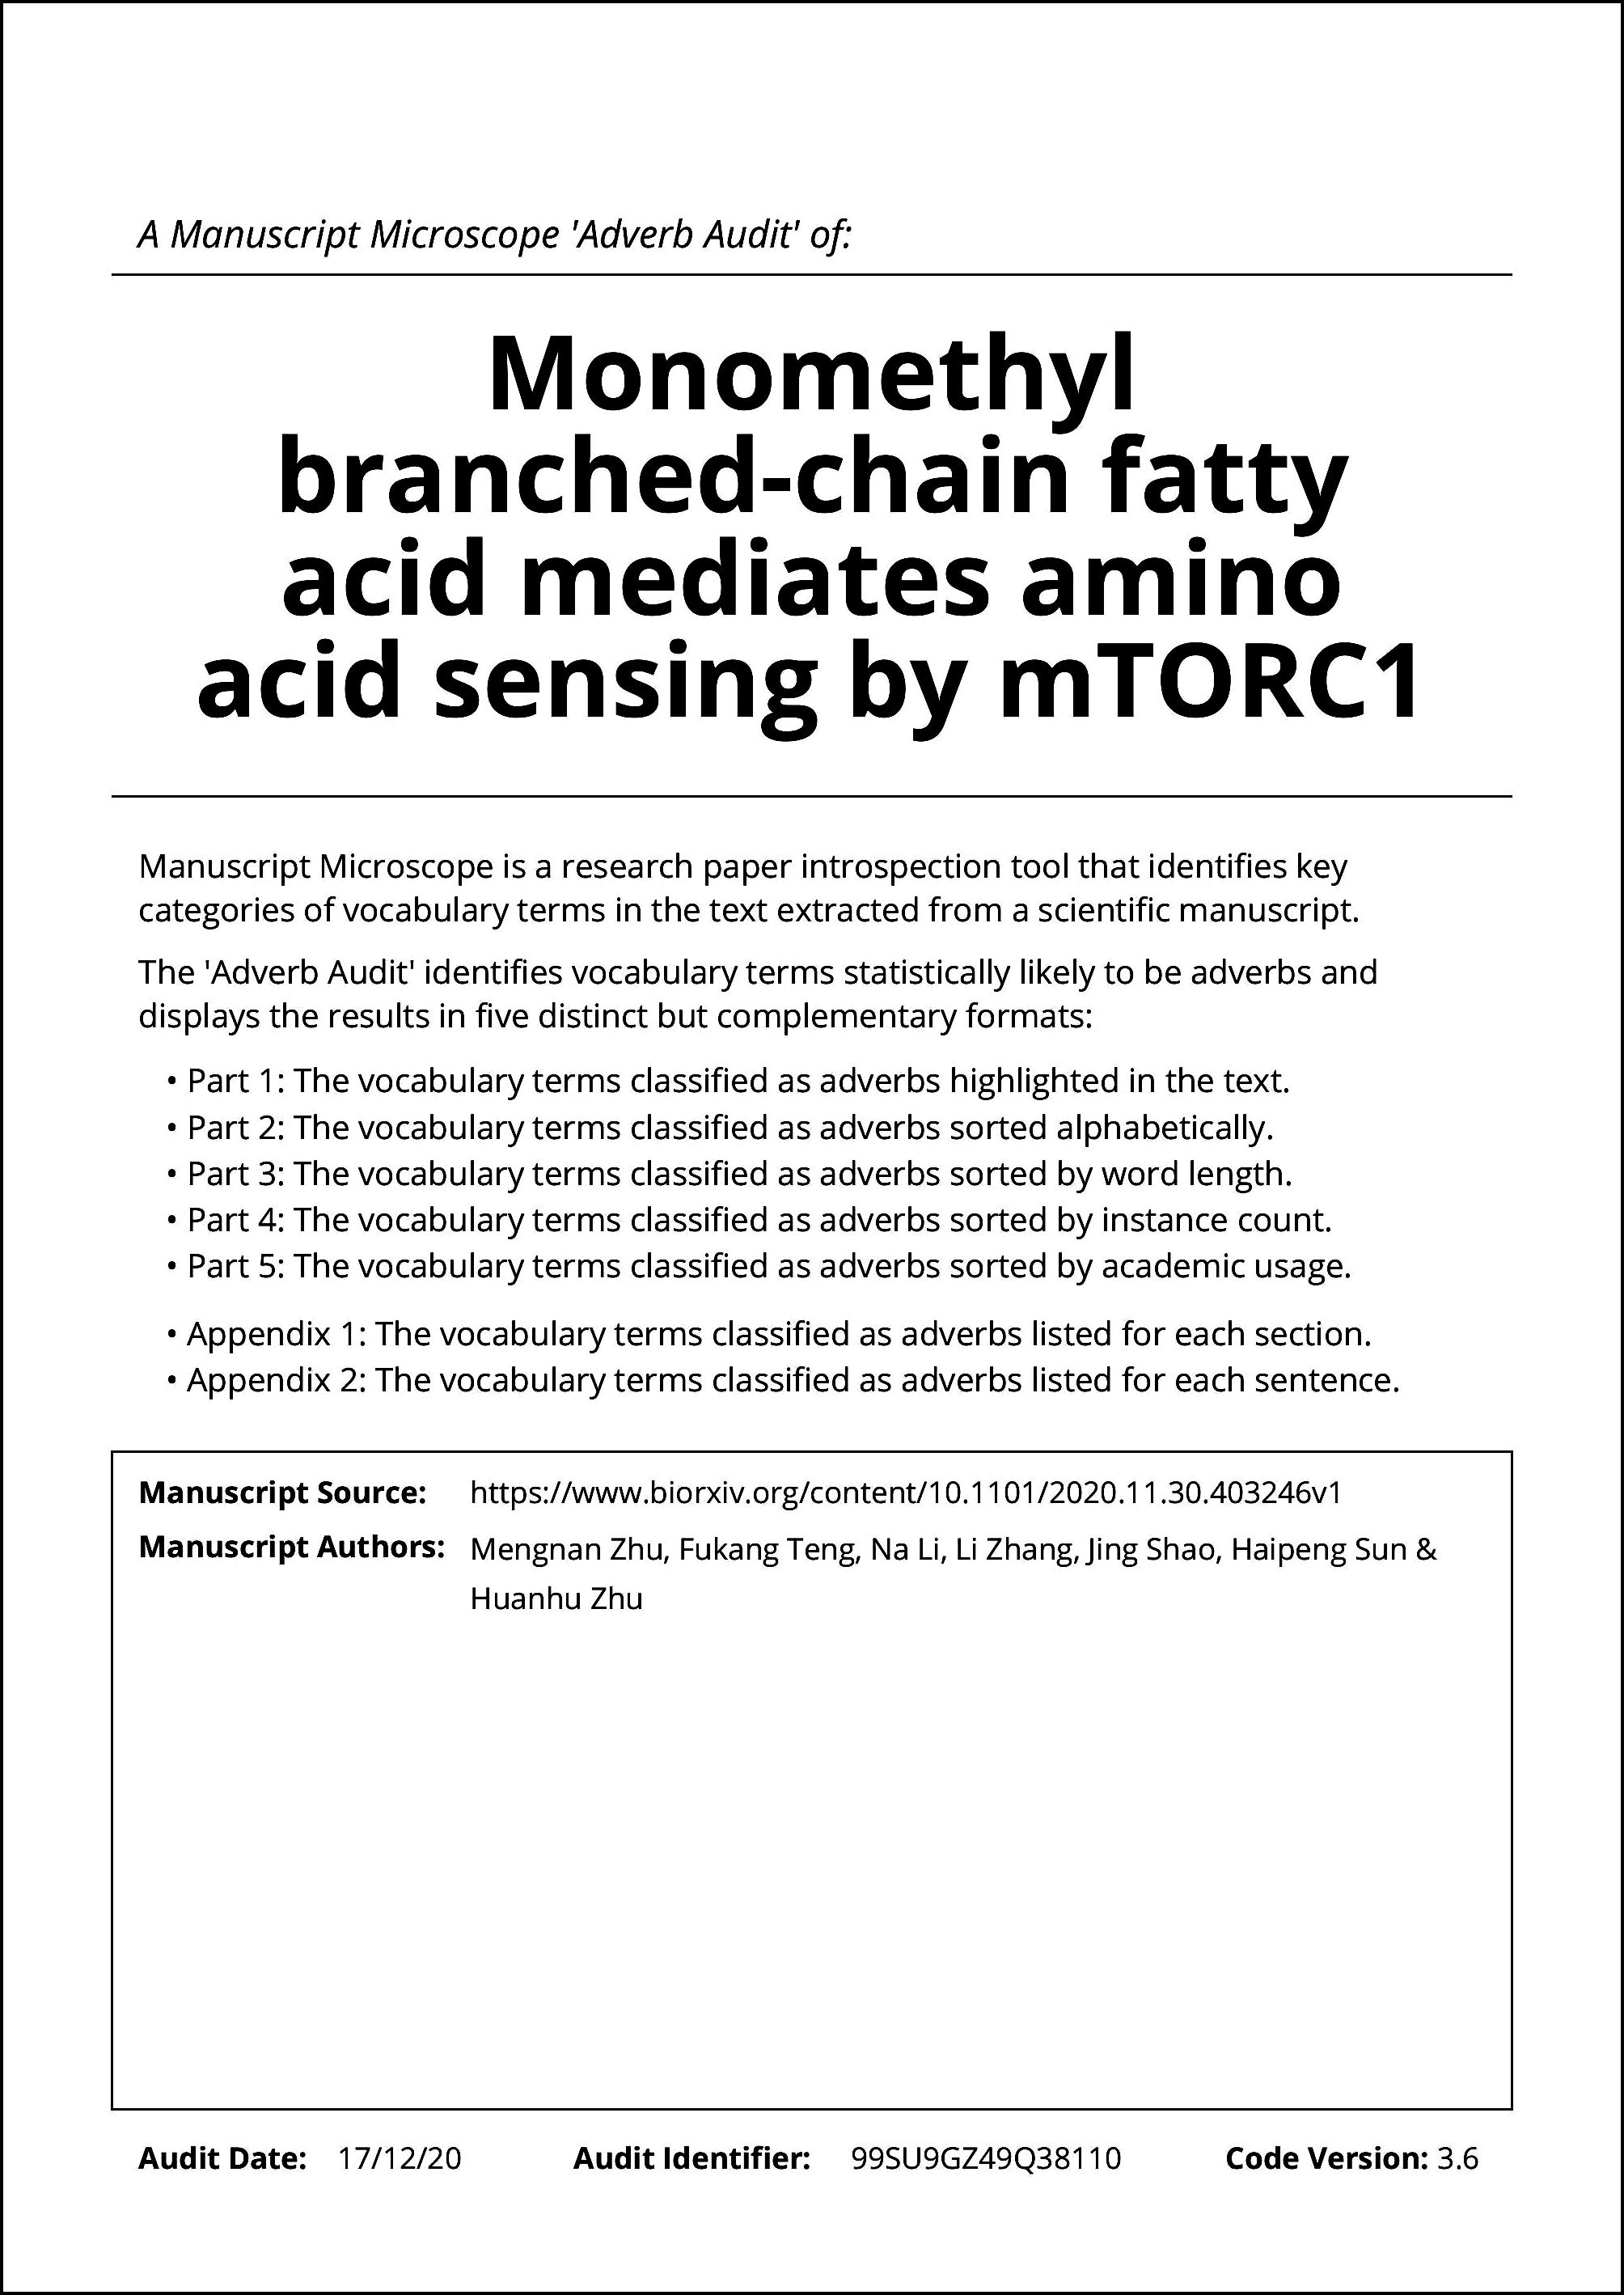 A Manuscript Microscope 'Adverb Audit' of:
Monomethyl
branched-chain fatty
acid mediates amino
acid sensing by mTORC1
Manuscript Microscope is a research paper introspection tool that identifies key
categories of vocabulary terms in the text extracted from a scientific manuscript.
The 'Adverb Audit' identifies vocabulary terms statistically likely to be adverbs and
displays the results in five distinct but complementary formats:
• Part 1: The vocabulary terms classified as adverbs highlighted in the text.
• Part 2: The vocabulary terms classified as adverbs sorted alphabetically.
• Part 3: The vocabulary terms classified as adverbs sorted by word length.
• Part 4: The vocabulary terms classified as adverbs sorted by instance count.
• Part 5: The vocabulary terms classified as adverbs sorted by academic usage.
• Appendix 1: The vocabulary terms classified as adverbs listed for each section.
• Appendix 2: The vocabulary terms classified as adverbs listed for each sentence.
Manuscript Source: https://www.biorxiv.org/content/10.1101/2020.11.30.403246v1
Manuscript Authors: Mengnan Zhu, Fukang Teng, Na Li, Li Zhang, Jing Shao, Haipeng Sun &
Huanhu Zhu
Audit Date: 17/12/20 Audit Identifier: 99SU9GZ49Q38110 Code Version: 3.6